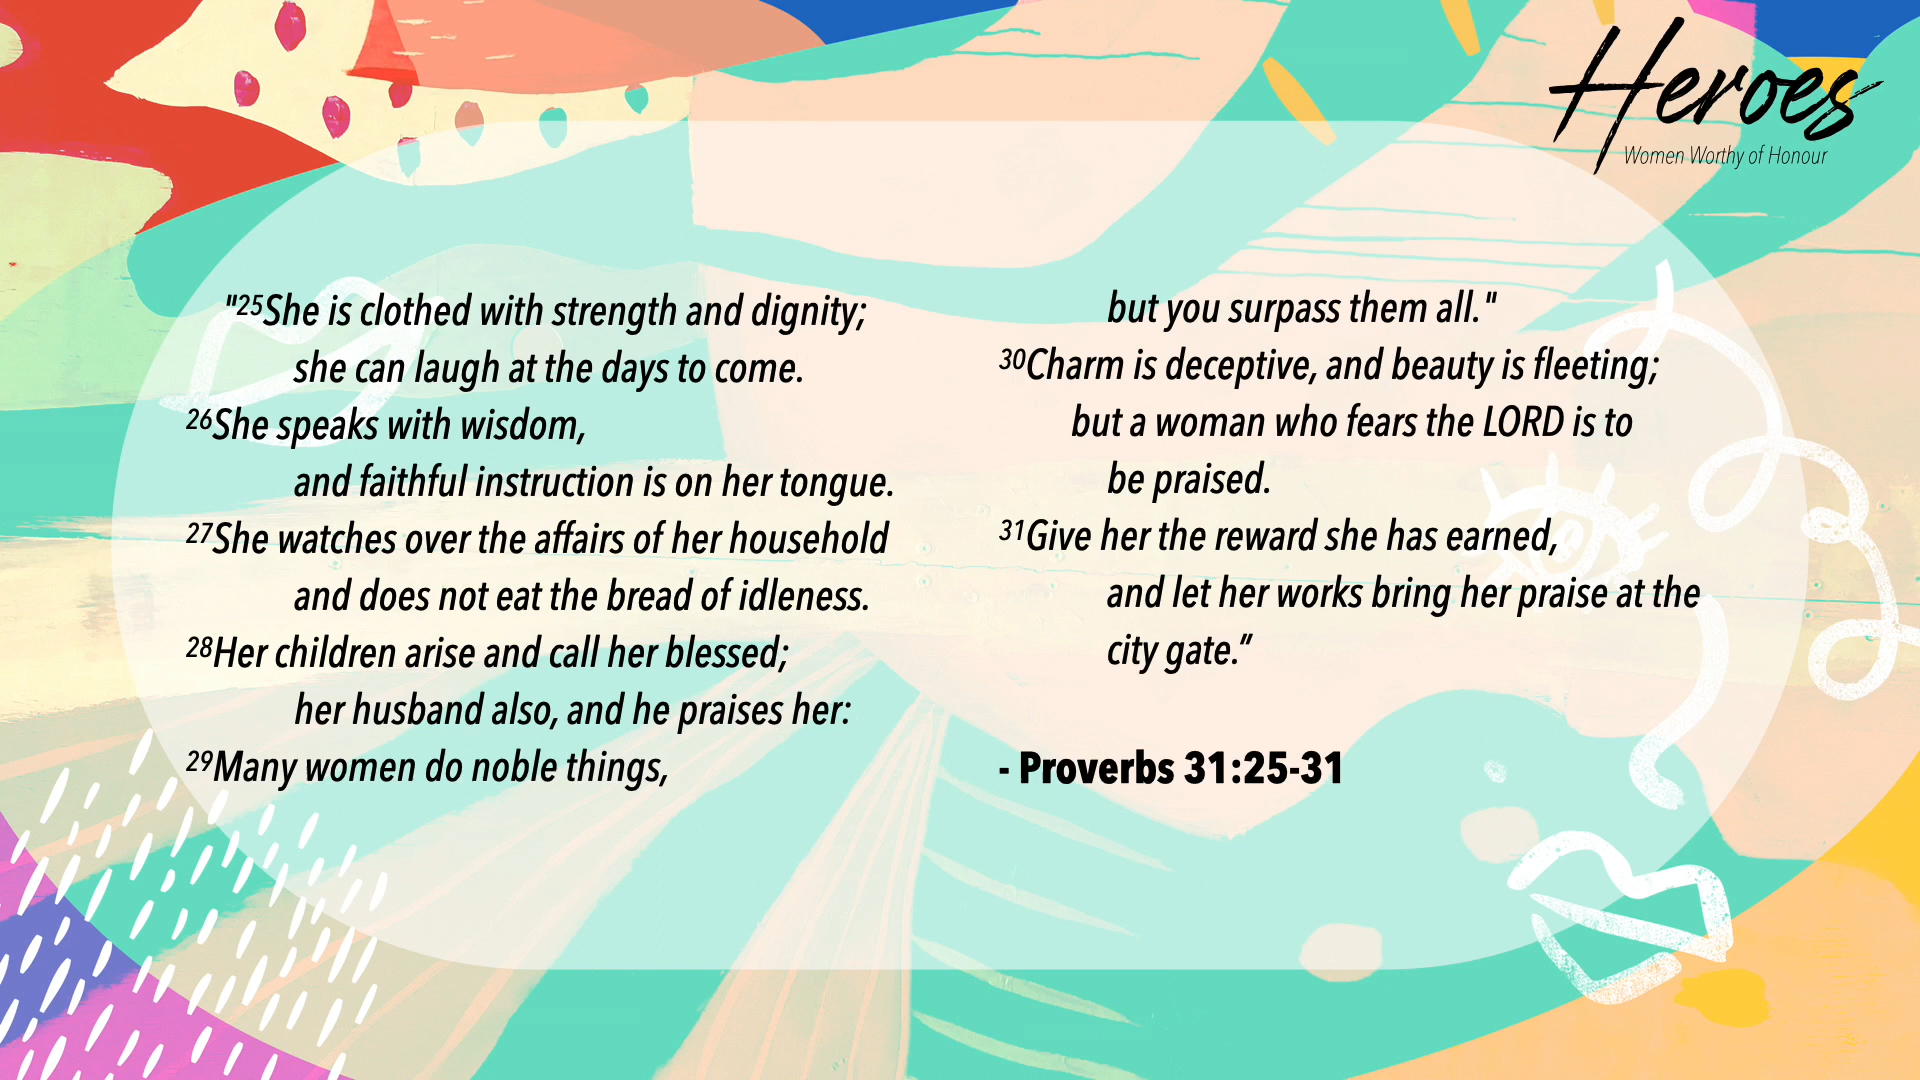 Heroes
Women Worthy of Honour
"25She is clothed with strength and dignity;
she can laugh at the days to come.
26She speaks with wisdom,
and faithful instruction is on her tongue.
27She watches over the affairs of her household
and does not eat the bread of idleness.
28Her children arise and call her blessed;
her husband also, and he praises her:
29Many women do noble things,
but you surpass them all."
30Charm is deceptive, and beauty is fleeting;
but a woman who fears the LORD is to
be praised.
31Give her the reward she has earned,
and let her works bring her praise at the
city gate.”
- Proverbs 31:25-31